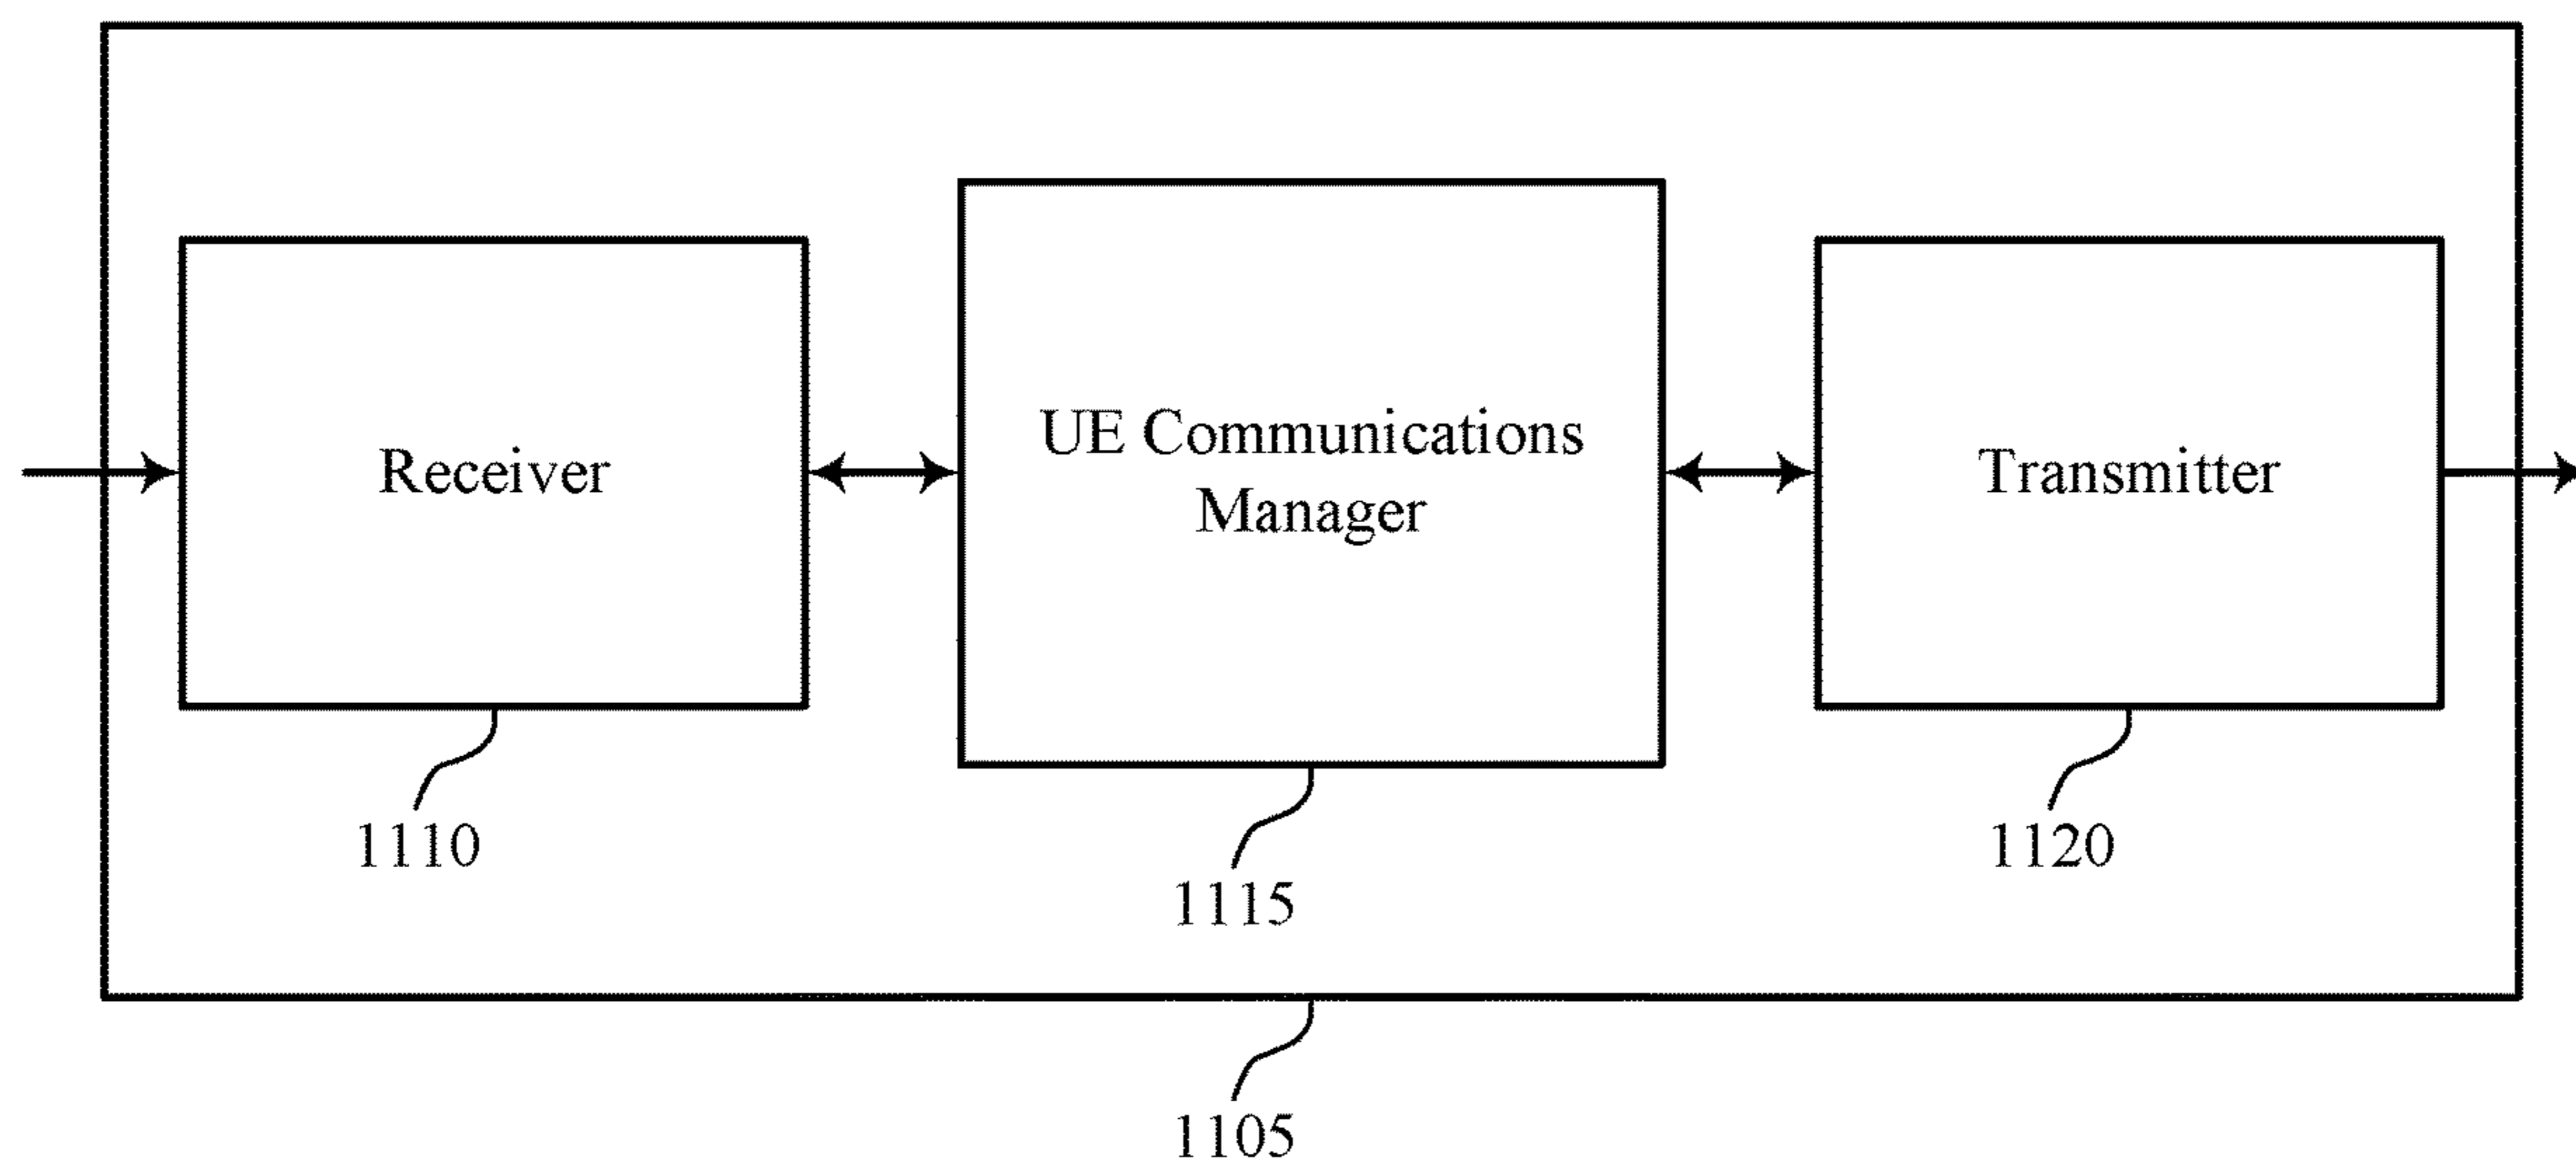 Receiver
UE Communications
Manager
Transmitter
1110
1115
1120
1105